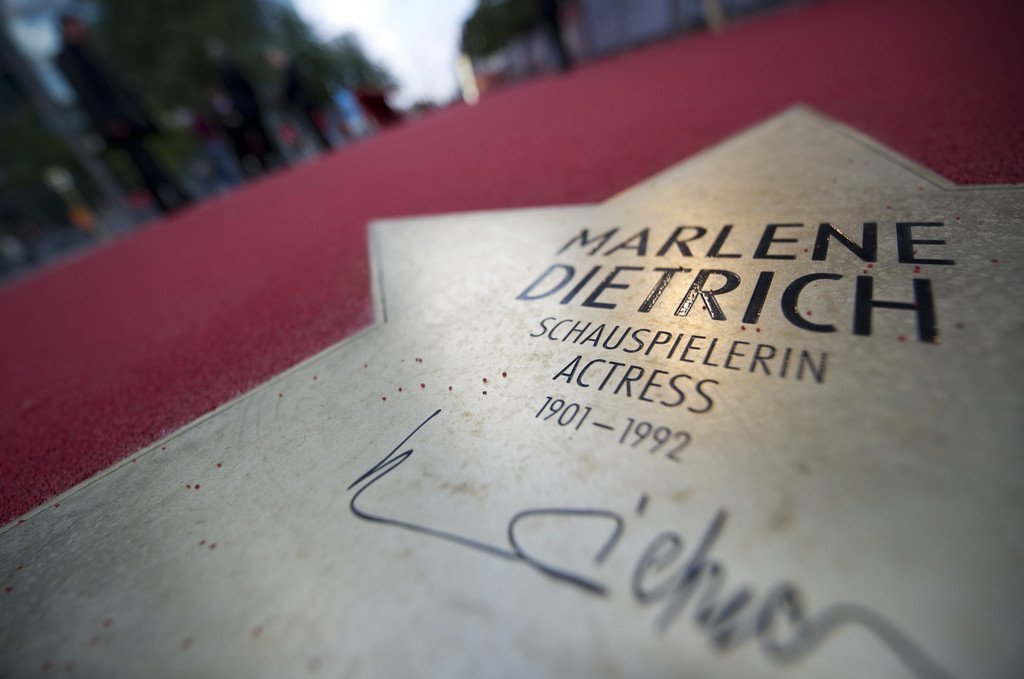 MARLENE
DIETRICH
SCHAUSPIELERIN
ACTRESS
1901–1992